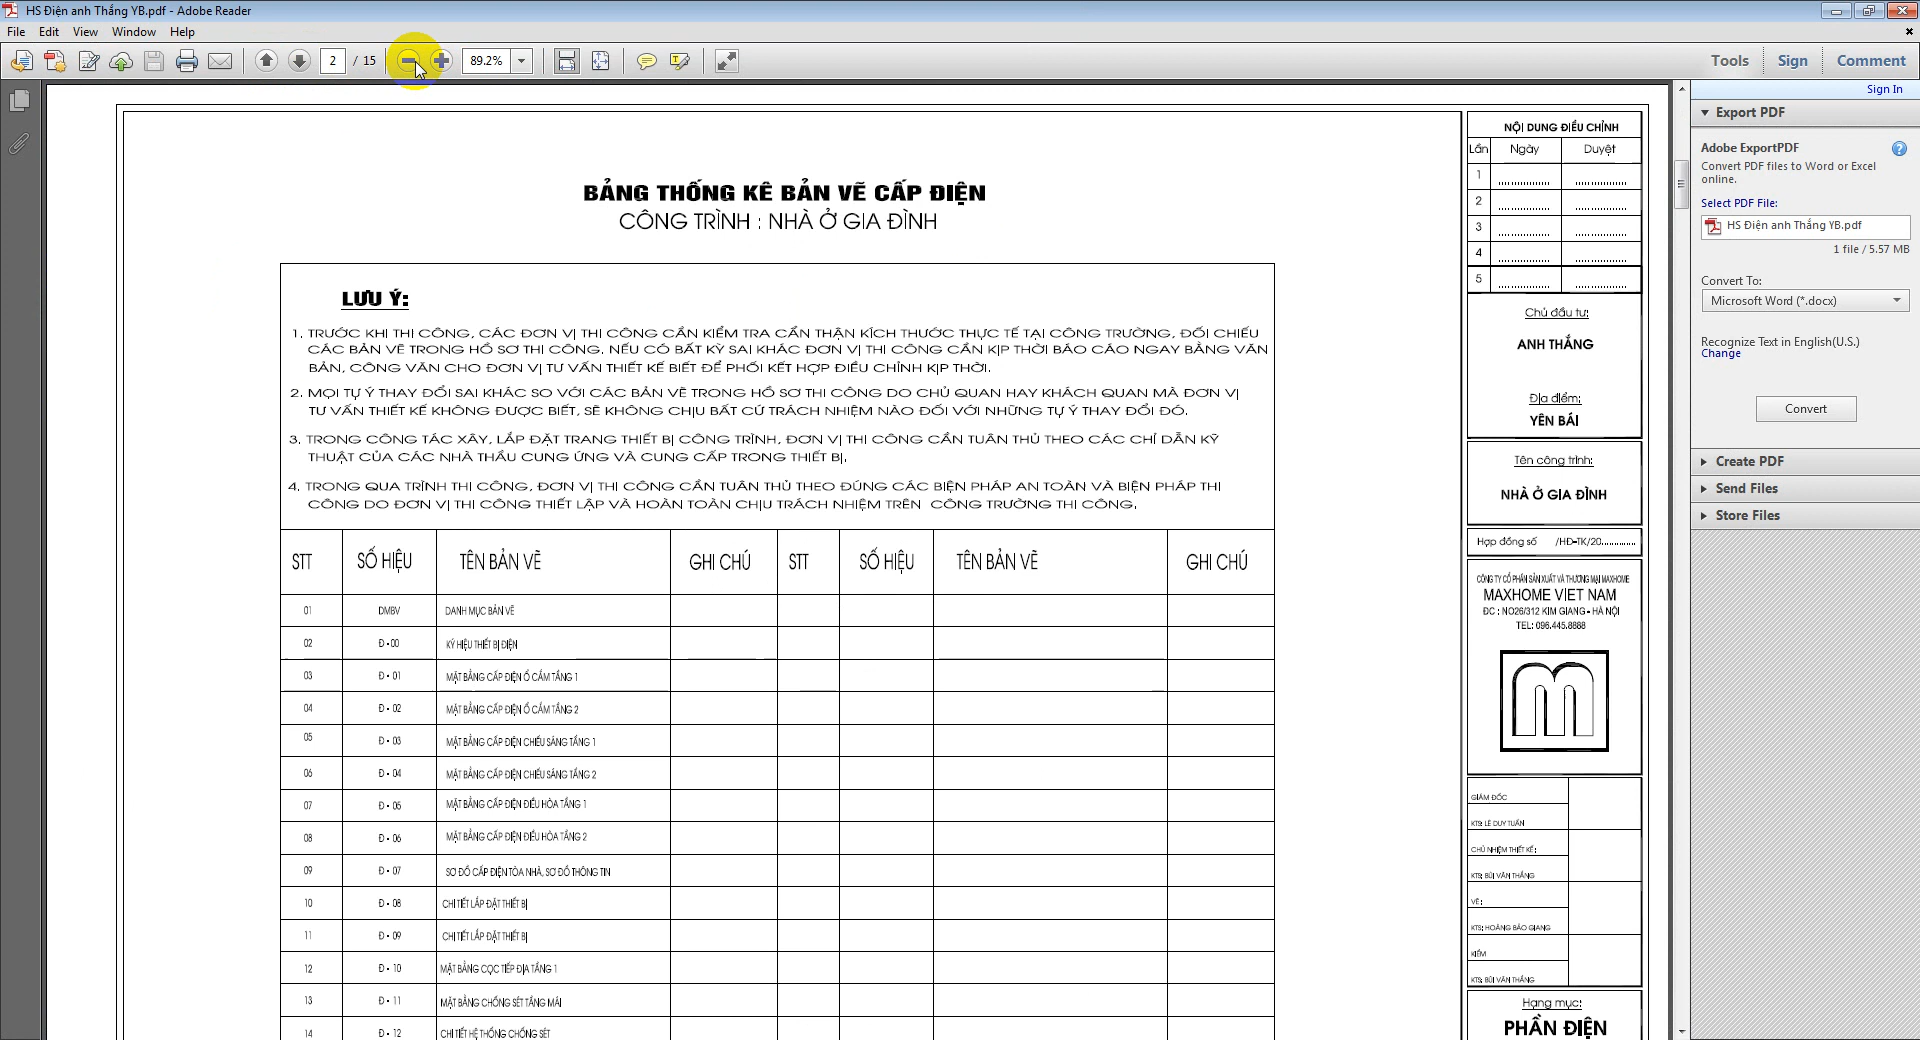 HS Điện anh Thắng YB.pdf - Adobe Reader
File Edit View Window Help
2 / 15 89.2% Tools Sign Comment
Sign In
Export PDF
Adobe ExportPDF
Convert PDF files to Word or Excel
online.
Select PDF File:
HS Điện anh Thắng YB.pdf
1 file / 5.57 MB
Convert To:
Microsoft Word (*.docx)
Recognize Text in English(U.S.)
Change
Convert
Create PDF
Send Files
Store Files
BẢNG THỐNG KÊ BẢN VẼ CẤP ĐIỆN
CÔNG TRÌNH : NHÀ Ở GIA ĐÌNH
LƯU Ý:
1. TRƯỚC KHI THI CÔNG, CÁC ĐƠN VỊ THI CÔNG CẦN KIỂM TRA CẨN THẬN KÍCH THƯỚC THỰC TẾ TẠI CÔNG TRƯỜNG, ĐỐI CHIẾU
CÁC BẢN VẼ TRONG HỒ SƠ THI CÔNG. NẾU CÓ BẤT KỲ SAI KHÁC ĐƠN VỊ THI CÔNG CẦN KỊP THỜI BÁO CÁO NGAY BẰNG VĂN
BẢN, CÔNG VĂN CHO ĐƠN VỊ TƯ VẤN THIẾT KẾ BIẾT ĐỂ PHỐI KẾT HỢP ĐIỀU CHỈNH KỊP THỜI.
2. MỌI TỰ Ý THAY ĐỔI SAI KHÁC SO VỚI CÁC BẢN VẼ TRONG HỒ SƠ THI CÔNG DO CHỦ QUAN HAY KHÁCH QUAN MÀ ĐƠN VỊ
TƯ VẤN THIẾT KẾ KHÔNG ĐƯỢC BIẾT, SẼ KHÔNG CHỊU BẤT CỨ TRÁCH NHIỆM NÀO ĐỐI VỚI NHỮNG TỰ Ý THAY ĐỔI ĐÓ.
3. TRONG CÔNG TÁC XÂY, LẮP ĐẶT TRANG THIẾT BỊ CÔNG TRÌNH, ĐƠN VỊ THI CÔNG CẦN TUÂN THỦ THEO CÁC CHỈ DẪN KỸ
THUẬT CỦA CÁC NHÀ THẦU CUNG ỨNG VÀ CUNG CẤP TRONG THIẾT BỊ.
4. TRONG QUA TRÌNH THI CÔNG, ĐƠN VỊ THI CÔNG CẦN TUÂN THỦ THEO ĐÚNG CÁC BIỆN PHÁP AN TOÀN VÀ BIỆN PHÁP THI
CÔNG DO ĐƠN VỊ THI CÔNG THIẾT LẬP VÀ HOÀN TOÀN CHỊU TRÁCH NHIỆM TRÊN CÔNG TRƯỜNG THI CÔNG.
STT SỐ HIỆU TÊN BẢN VẼ GHI CHÚ STT SỐ HIỆU TÊN BẢN VẼ GHI CHÚ
01 DMBV DANH MỤC BẢN VẼ
02 Đ - 00 KÝ HIỆU THIẾT BỊ ĐIỆN
03 Đ - 01 MẶT BẰNG CẤP ĐIỆN Ổ CẮM TẦNG 1
04 Đ - 02 MẶT BẰNG CẤP ĐIỆN Ổ CẮM TẦNG 2
05 Đ - 03 MẶT BẰNG CẤP ĐIỆN CHIẾU SÁNG TẦNG 1
06 Đ - 04 MẶT BẰNG CẤP ĐIỆN CHIẾU SÁNG TẦNG 2
07 Đ - 05 MẶT BẰNG CẤP ĐIỆN ĐIỀU HÒA TẦNG 1
08 Đ - 06 MẶT BẰNG CẤP ĐIỆN ĐIỀU HÒA TẦNG 2
09 Đ - 07 SƠ ĐỒ CẤP ĐIỆN TÒA NHÀ, SƠ ĐỒ THÔNG TIN
10 Đ - 08 CHI TIẾT LẮP ĐẶT THIẾT BỊ
11 Đ - 09 CHI TIẾT LẮP ĐẶT THIẾT BỊ
12 Đ - 10 MẶT BẰNG CỌC TIẾP ĐỊA TẦNG 1
13 Đ - 11 MẶT BẰNG CHỐNG SÉT TẦNG MÁI
14 Đ - 12 CHI TIẾT HỆ THỐNG CHỐNG SÉT
NỘI DUNG ĐIỀU CHỈNH
Lần Ngày Duyệt
1 ............... ...............
2 ............... ...............
3 ............... ...............
4 ............... ...............
5 ............... ...............
Chủ đầu tư:
ANH THẮNG
Địa điểm:
YÊN BÁI
Tên công trình:
NHÀ Ở GIA ĐÌNH
Hợp đồng số /HĐ-TK/20.............
CÔNG TY CỔ PHẦN SẢN XUẤT VÀ THƯƠNG MẠI MAXHOME
MAXHOME VIET NAM
ĐC : NO26/312 KIM GIANG - HÀ NỘI
TEL: 096.445.8888
m
GIÁM ĐỐC
KTS: LÊ DUY TUẤN
CHỦ NHIỆM THIẾT KẾ :
KTS: BÙI VĂN THẮNG
VẼ :
KTS: HOÀNG BẢO GIANG
KIỂM
KTS: BÙI VĂN THẮNG
Hạng mục:
PHẦN ĐIỆN